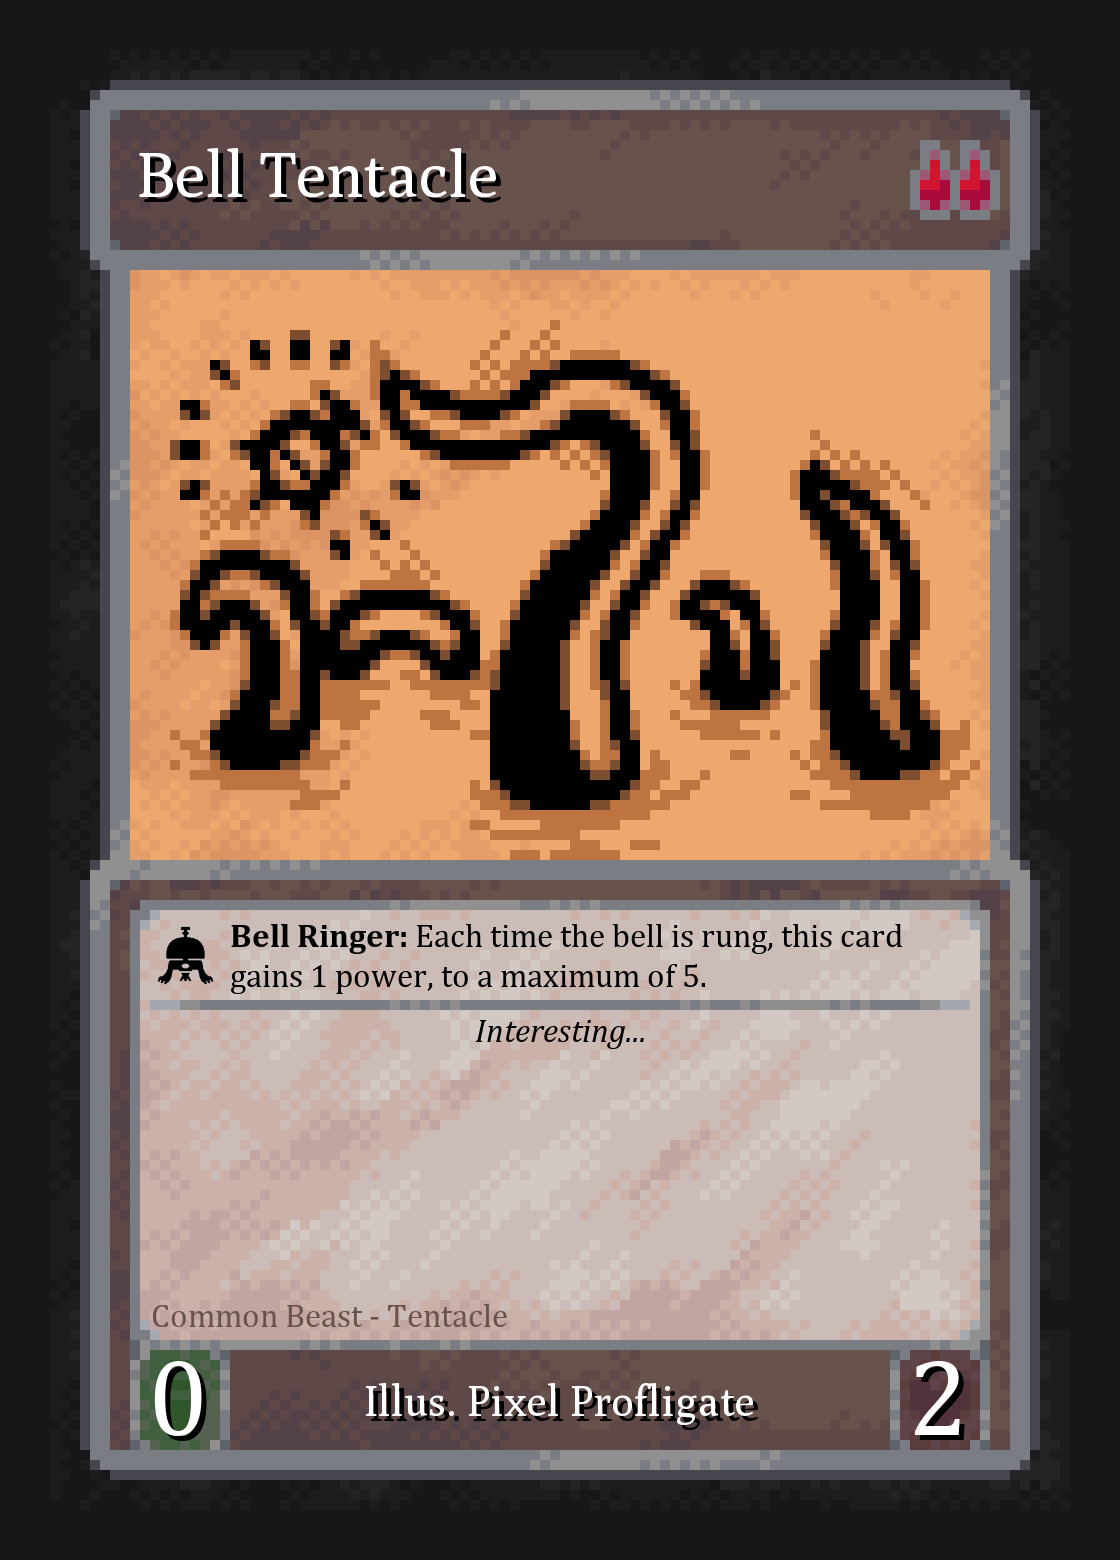 Bell Tentacle
Bell Ringer: Each time the bell is rung, this card
gains 1 power, to a maximum of 5.
Interesting...
Common Beast - Tentacle
0
Illus. Pixel Profligate
2